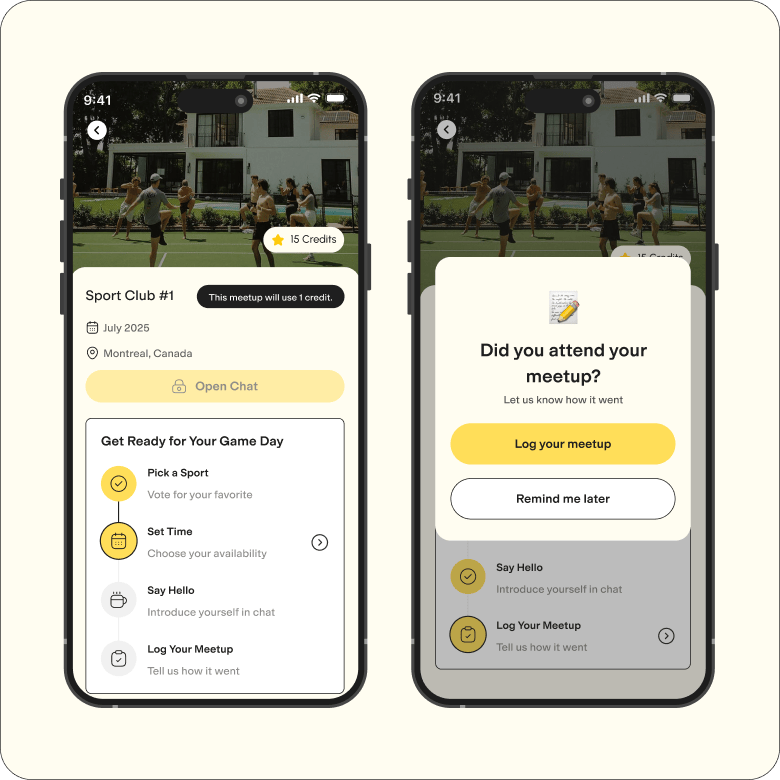 9:41
15 Credits
Sport Club #1
This meetup will use 1 credit.
July 2025
Montreal, Canada
Open Chat
Get Ready for Your Game Day
Pick a Sport
Vote for your favorite
Set Time
Choose your availability
Say Hello
Introduce yourself in chat
Log Your Meetup
Tell us how it went
9:41
15 Credits
Did you attend your
meetup?
Let us know how it went
Log your meetup
Remind me later
Say Hello
Introduce yourself in chat
Log Your Meetup
Tell us how it went